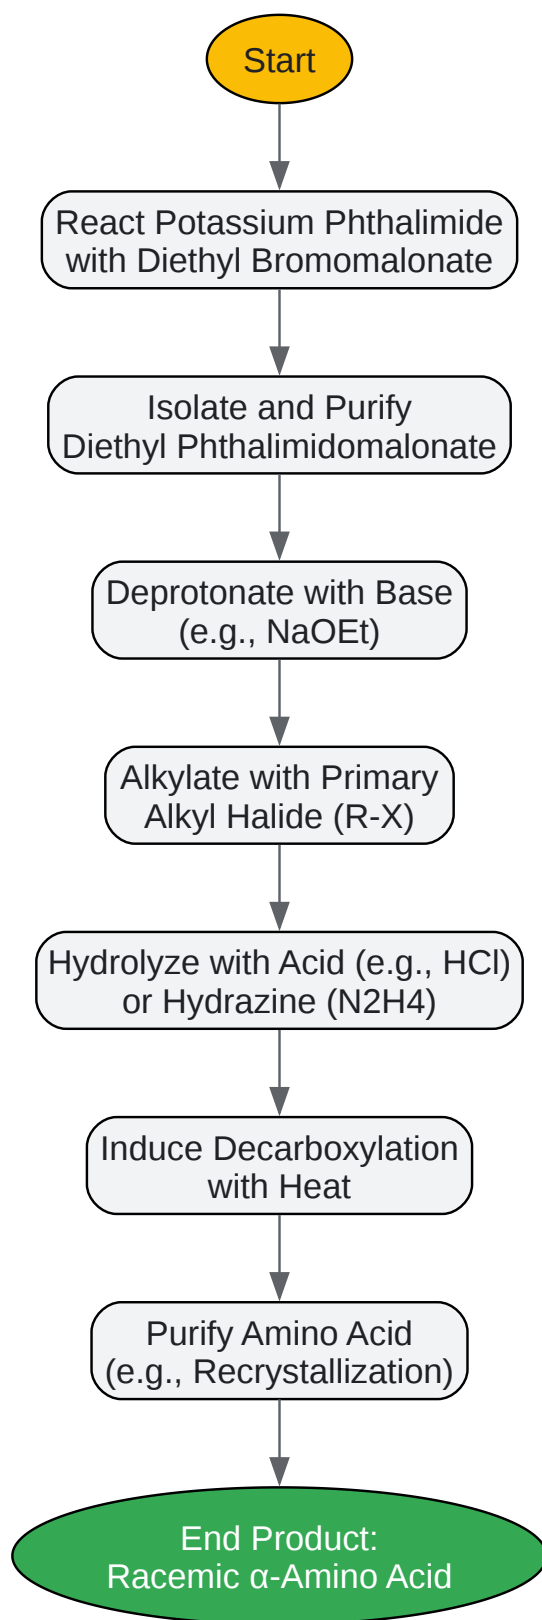 Start
React Potassium Phthalimide
with Diethyl Bromomalonate
Isolate and Purify
Diethyl Phthalimidomalonate
Deprotonate with Base
(e.g., NaOEt)
Alkylate with Primary
Alkyl Halide (R-X)
Hydrolyze with Acid (e.g., HCl)
or Hydrazine (N2H4)
Induce Decarboxylation
with Heat
Purify Amino Acid
(e.g., Recrystallization)
End Product:
Racemic α-Amino Acid